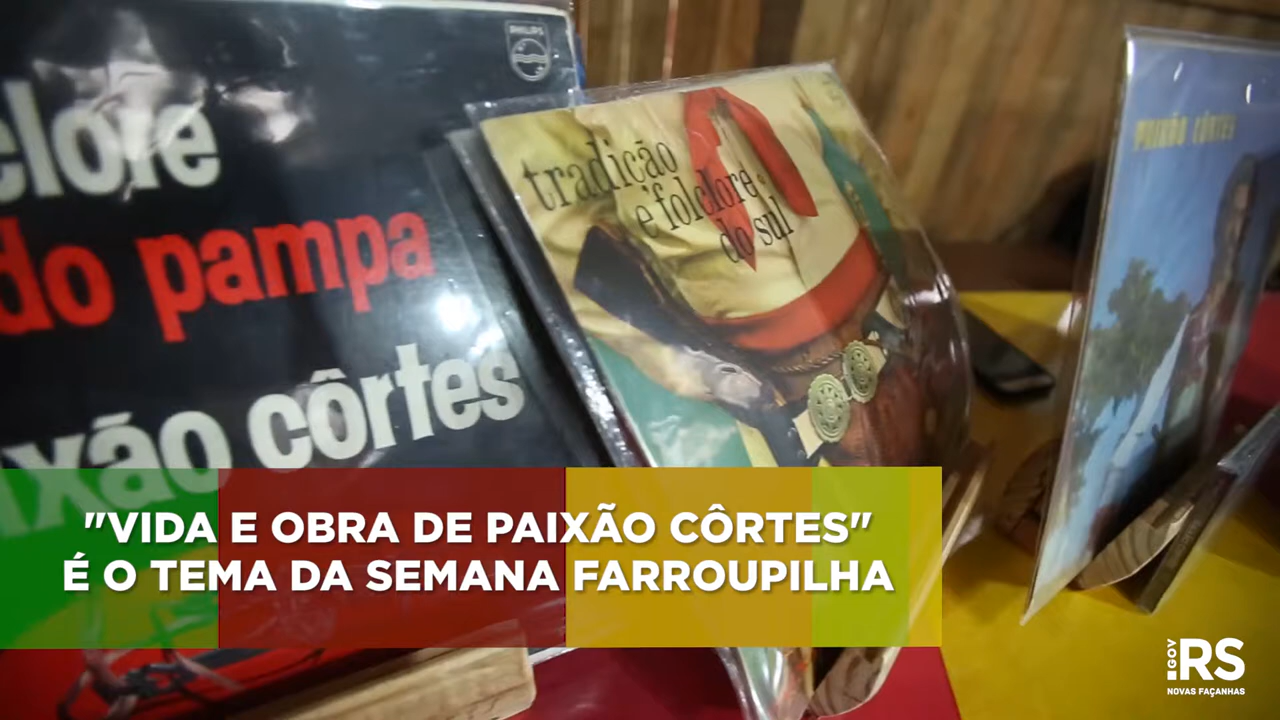 PHILIPS
elore
do pampa
ixão côrtes
tradição
e folclore
do sul
PAIXÃO CÔRTES
"VIDA E OBRA DE PAIXÃO CÔRTES"
É O TEMA DA SEMANA FARROUPILHA
GOV
RS
NOVAS FAÇANHAS